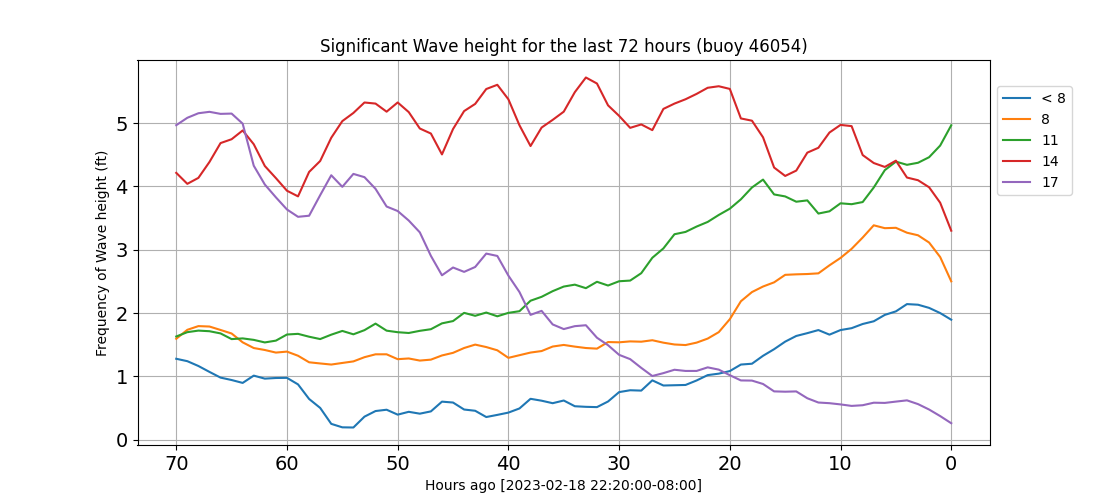 Significant Wave height for the last 72 hours (buoy 46054)
Frequency of Wave height (ft)
5
4
3
2
1
0
70 60 50 40 30 20 10 0
Hours ago [2023-02-18 22:20:00-08:00]
< 8
8
11
14
17